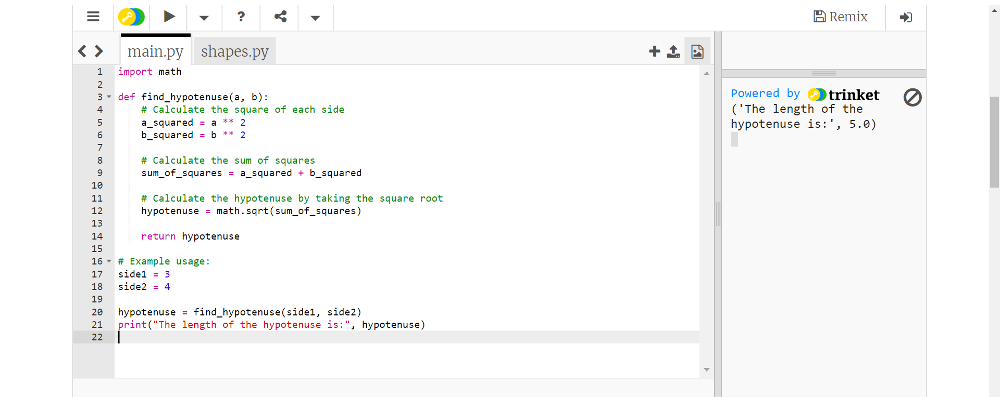 Remix
main.py shapes.py
1 import math
2
3 def find_hypotenuse(a, b):
4     # Calculate the square of each side
5     a_squared = a ** 2
6     b_squared = b ** 2
7
8     # Calculate the sum of squares
9     sum_of_squares = a_squared + b_squared
10
11     # Calculate the hypotenuse by taking the square root
12     hypotenuse = math.sqrt(sum_of_squares)
13
14     return hypotenuse
15
16 # Example usage:
17 side1 = 3
18 side2 = 4
19
20 hypotenuse = find_hypotenuse(side1, side2)
21 print("The length of the hypotenuse is:", hypotenuse)
22
Powered by trinket
('The length of the
hypotenuse is:', 5.0)